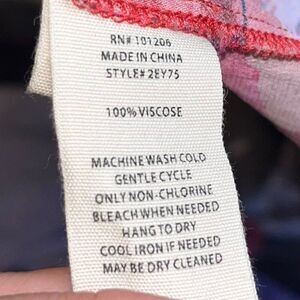 RN# 101206
MADE IN CHINA
STYLE# 2EY75
100% VISCOSE
MACHINE WASH COLD
GENTLE CYCLE
ONLY NON-CHLORINE
BLEACH WHEN NEEDED
HANG TO DRY
COOL IRON IF NEEDED
MAY BE DRY CLEANED